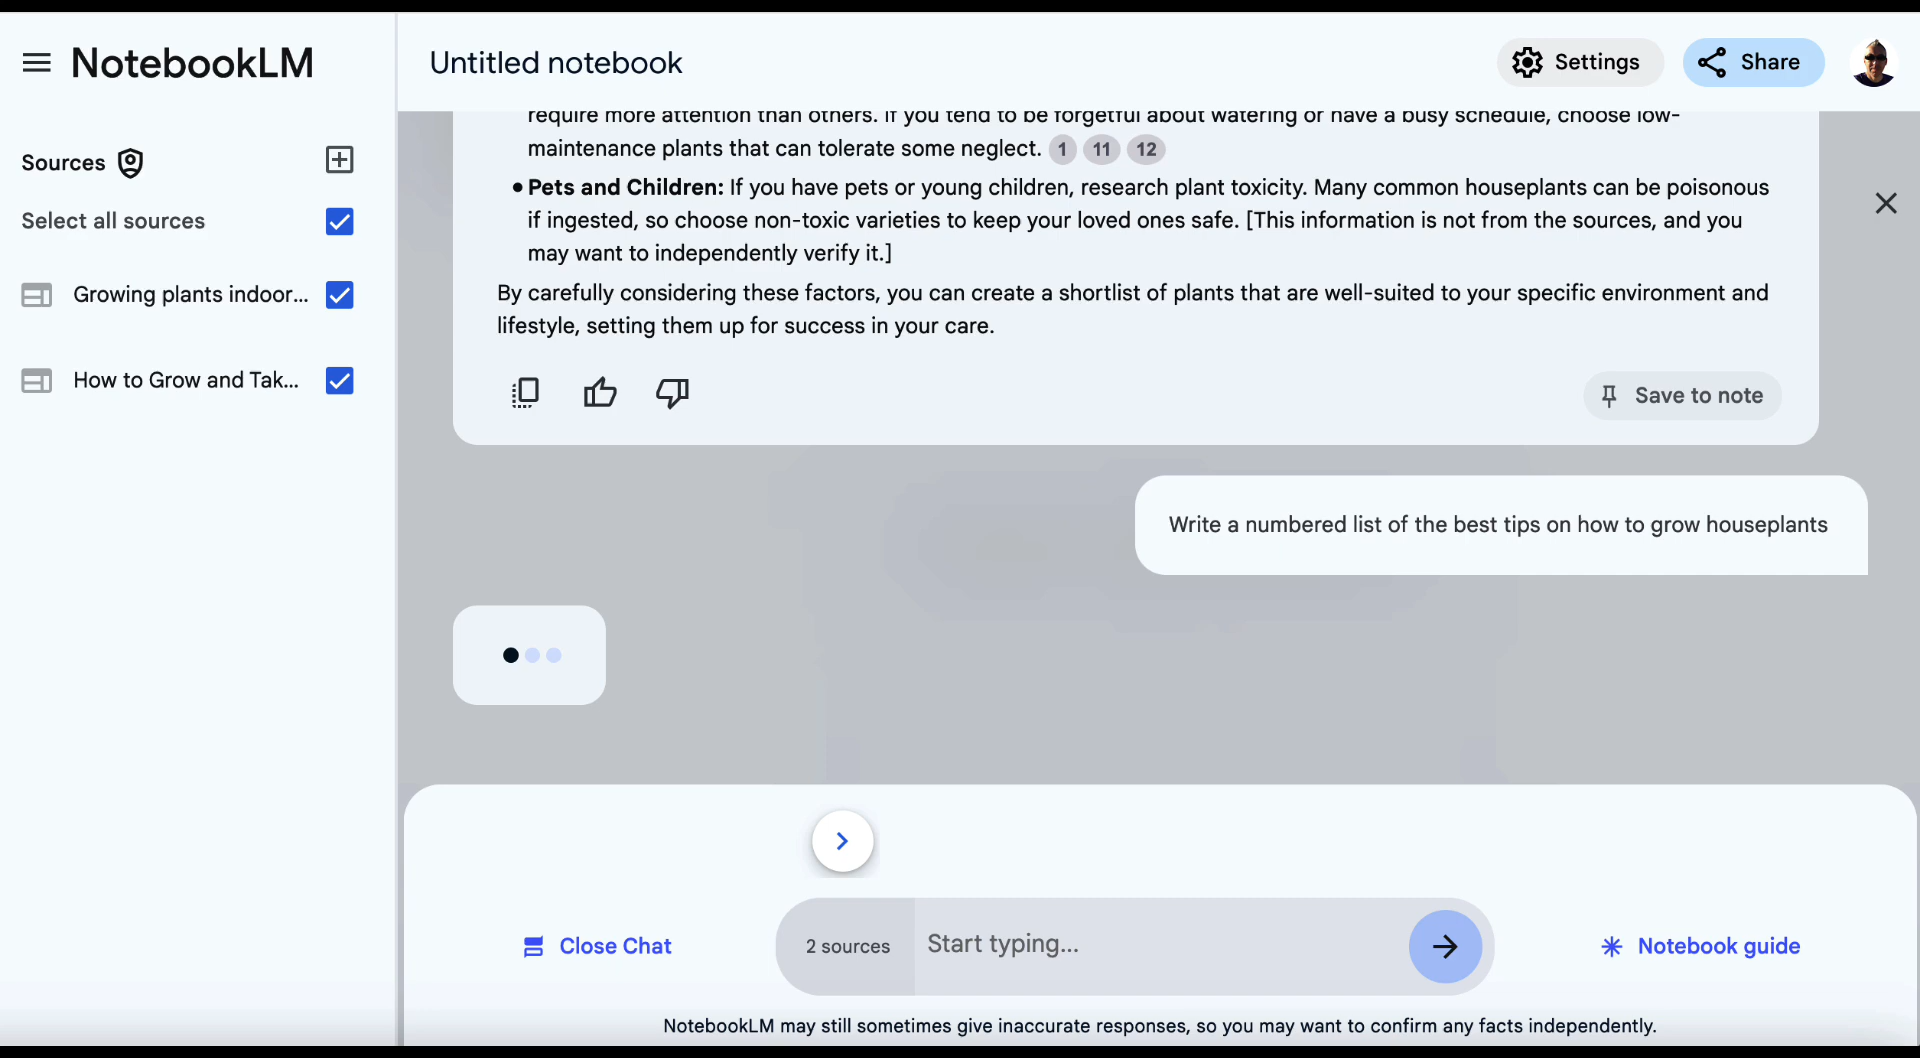 NotebookLM
Untitled notebook
Settings
Share
Sources
Select all sources
Growing plants indoor...
How to Grow and Tak...
require more attention than others. If you tend to be forgetful about watering or have a busy schedule, choose low-
maintenance plants that can tolerate some neglect. 1 11 12
• Pets and Children: If you have pets or young children, research plant toxicity. Many common houseplants can be poisonous
if ingested, so choose non-toxic varieties to keep your loved ones safe. [This information is not from the sources, and you
may want to independently verify it.]
By carefully considering these factors, you can create a shortlist of plants that are well-suited to your specific environment and
lifestyle, setting them up for success in your care.
Save to note
Write a numbered list of the best tips on how to grow houseplants
Close Chat
2 sources
Start typing...
Notebook guide
NotebookLM may still sometimes give inaccurate responses, so you may want to confirm any facts independently.